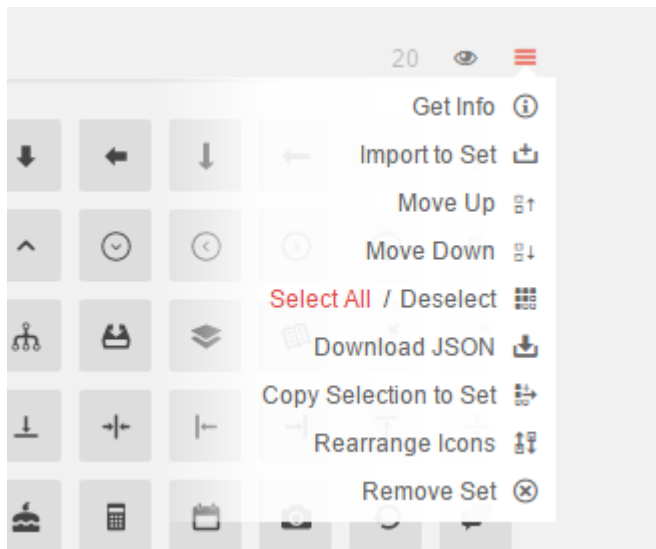 20
Get Info
Import to Set
Move Up
Move Down
Select All / Deselect
Download JSON
Copy Selection to Set
Rearrange Icons
Remove Set